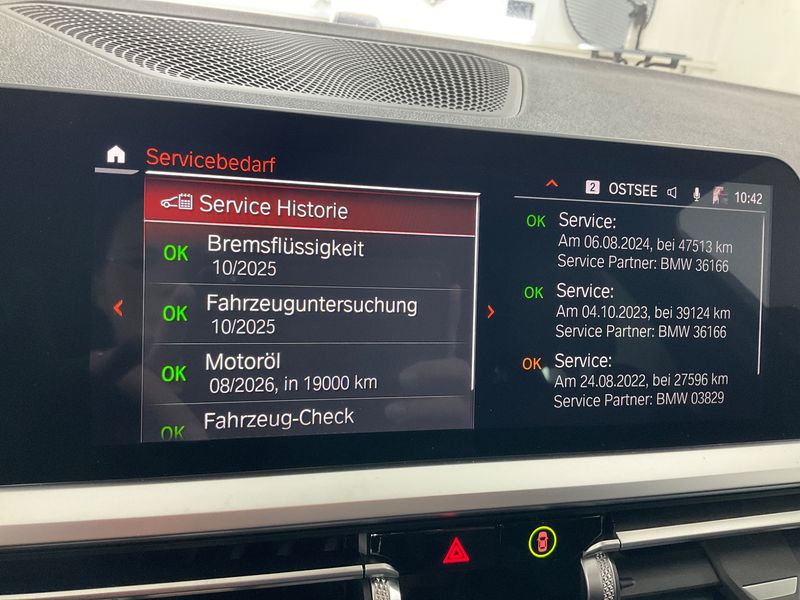 Servicebedarf
2 OSTSEE 10:42
Service Historie
OK Bremsflüssigkeit
10/2025
OK Fahrzeuguntersuchung
10/2025
OK Motoröl
08/2026, in 19000 km
OK Fahrzeug-Check
OK Service:
Am 06.08.2024, bei 47513 km
Service Partner: BMW 36166
OK Service:
Am 04.10.2023, bei 39124 km
Service Partner: BMW 36166
OK Service:
Am 24.08.2022, bei 27596 km
Service Partner: BMW 03829